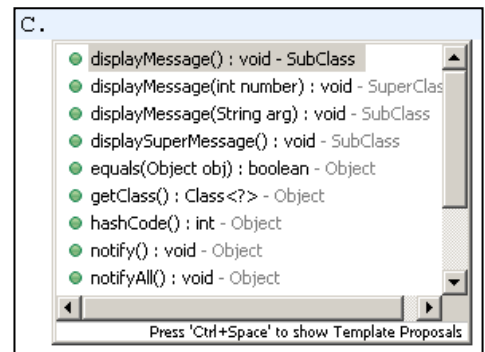 C.
displayMessage() : void - SubClass
displayMessage(int number) : void - SuperClas
displayMessage(String arg) : void - SubClass
displaySuperMessage() : void - SubClass
equals(Object obj) : boolean - Object
getClass() : Class<?> - Object
hashCode() : int - Object
notify() : void - Object
notifyAll() : void - Object
Press 'Ctrl+Space' to show Template Proposals